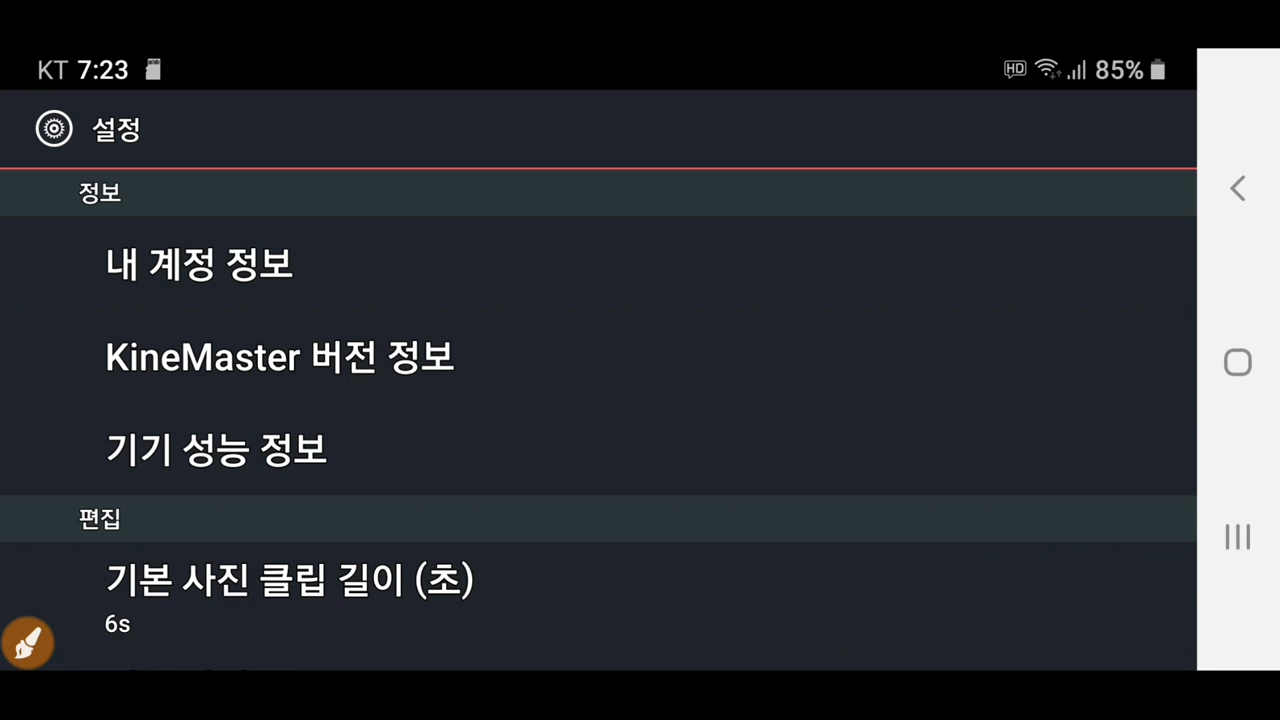 KT 7:23
HD 85%
설정
정보
내 계정 정보
KineMaster 버전 정보
기기 성능 정보
편집
기본 사진 클립 길이 (초)
6s